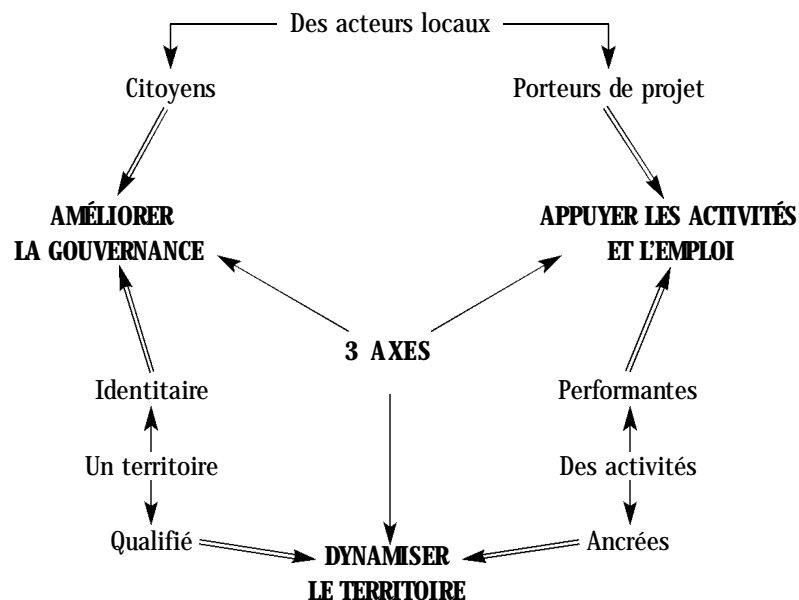 Des acteurs locaux
Citoyens
Porteurs de projet
AMÉLIORER
LA GOUVERNANCE
APPUYER LES ACTIVITÉS
ET L'EMPLOI
3 AXES
Identitaire
Performantes
Un territoire
Des activités
Qualifié
Ancrées
DYNAMISER
LE TERRITOIRE